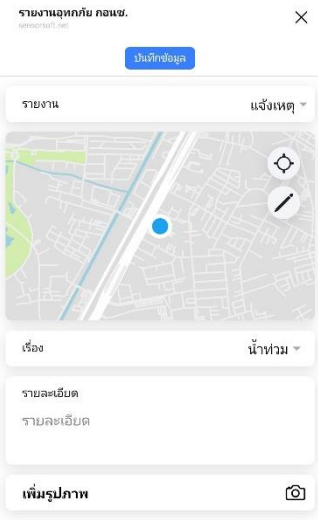 รายงานอุทกภัย กอนช.
sensorsoft.net
บันทึกข้อมูล
รายงาน แจ้งเหตุ
เรื่อง น้ำท่วม
รายละเอียด
รายละเอียด
เพิ่มรูปภาพ